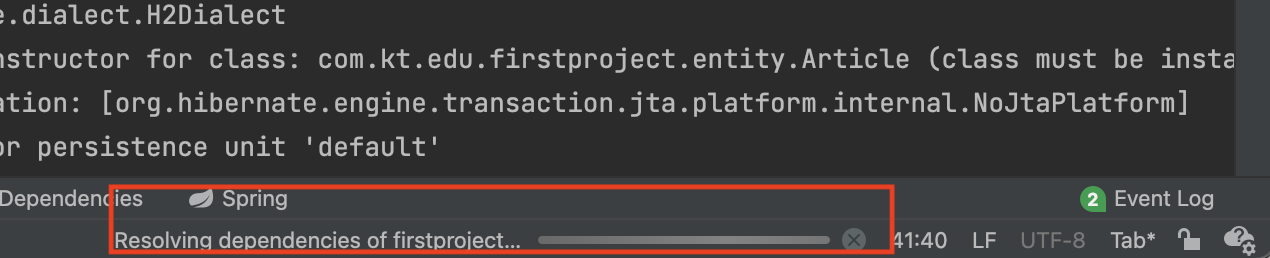 e.dialect.H2Dialect
nstructor for class: com.kt.edu.firstproject.entity.Article (class must be insta
ation: [org.hibernate.engine.transaction.jta.platform.internal.NoJtaPlatform]
or persistence unit 'default'
Dependencies Spring 2 Event Log
Resolving dependencies of firstproject... 41:40 LF UTF-8 Tab*